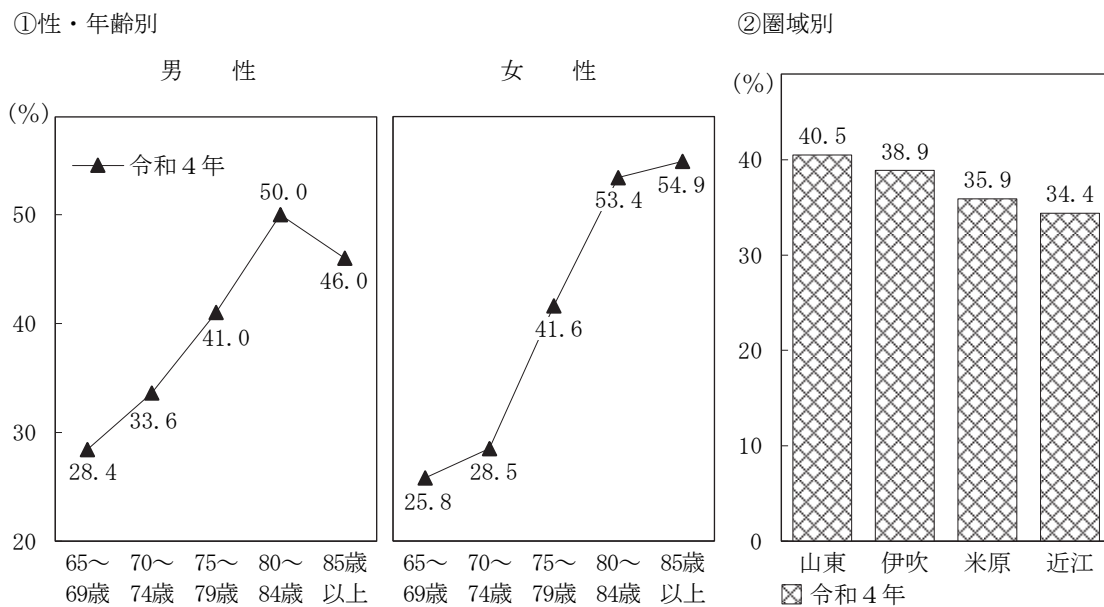 ①性・年齢別
男　　性
女　　性
(%)
令和４年
50
40
30
20
28.4
33.6
41.0
50.0
46.0
25.8
28.5
41.6
53.4
54.9
65～ 70～ 75～ 80～ 85歳
69歳 74歳 79歳 84歳 以上
65～ 70～ 75～ 80～ 85歳
69歳 74歳 79歳 84歳 以上
②圏域別
(%)
40
30
20
10
0
40.5
38.9
35.9
34.4
山東 伊吹 米原 近江
令和４年